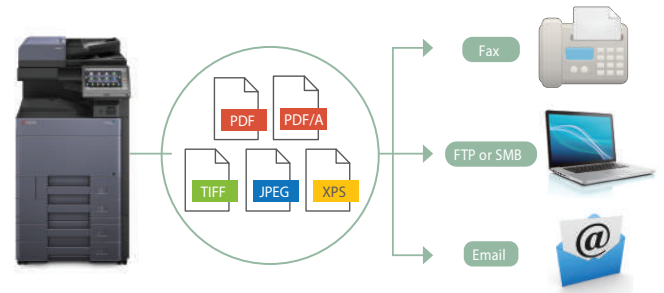 PDF
PDF/A
TIFF
JPEG
XPS
Fax
FTP or SMB
Email
@